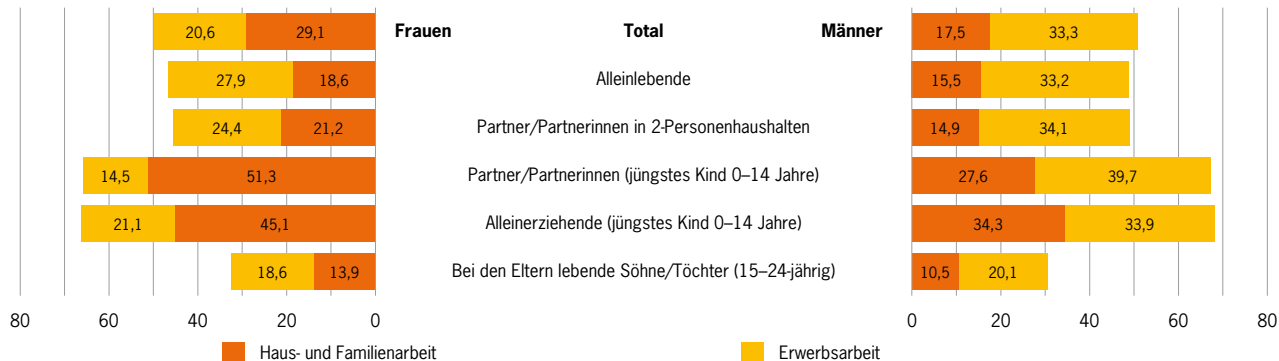 20,6 29,1 Frauen Total Männer 17,5 33,3
27,9 18,6 Alleinlebende 15,5 33,2
24,4 21,2 Partner/Partnerinnen in 2-Personenhaushalten 14,9 34,1
14,5 51,3 Partner/Partnerinnen (jüngstes Kind 0–14 Jahre) 27,6 39,7
21,1 45,1 Alleinerziehende (jüngstes Kind 0–14 Jahre) 34,3 33,9
18,6 13,9 Bei den Eltern lebende Söhne/Töchter (15–24-jährig) 10,5 20,1
80 60 40 20 0 0 20 40 60 80
Haus- und Familienarbeit Erwerbsarbeit